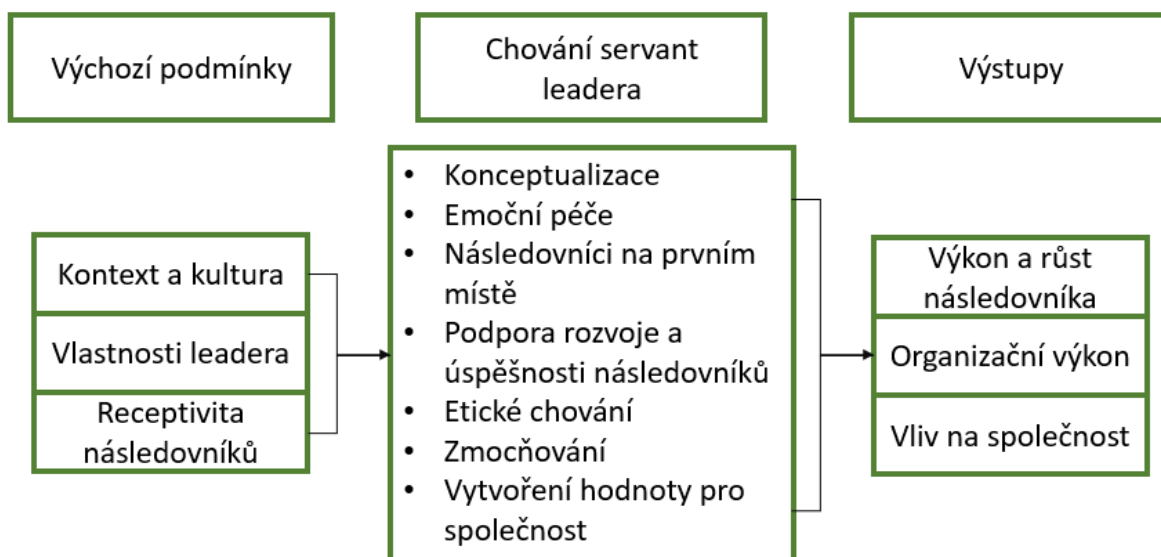 Výchozí podmínky
Chování servant
leadera
Výstupy
Kontext a kultura
Vlastnosti leadera
Receptivita
následovníků
• Konceptualizace
• Emoční péče
• Následovníci na prvním
místě
• Podpora rozvoje a
úspěšnosti následovníků
• Etické chování
• Zmocňování
• Vytvoření hodnoty pro
společnost
Výkon a růst
následovníka
Organizační výkon
Vliv na společnost